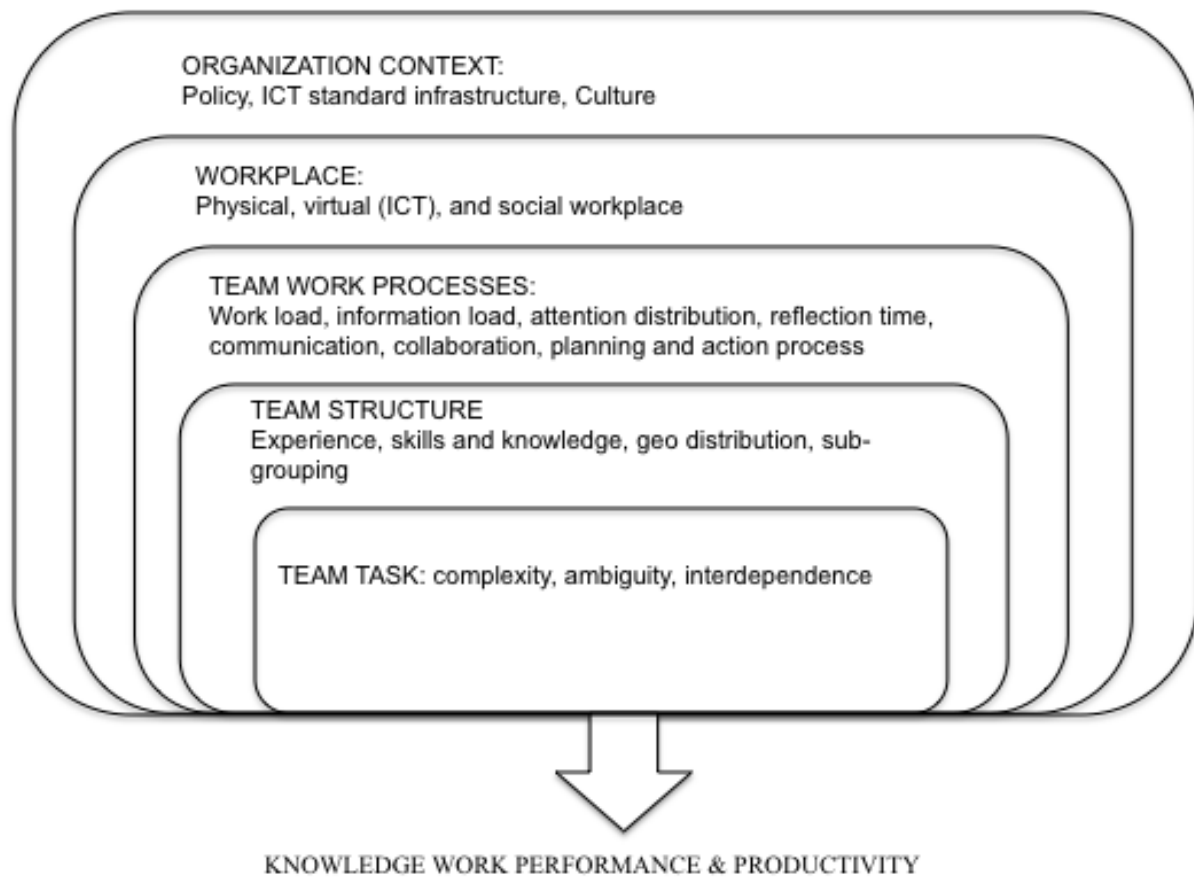 ORGANIZATION CONTEXT:
Policy, ICT standard infrastructure, Culture
WORKPLACE:
Physical, virtual (ICT), and social workplace
TEAM WORK PROCESSES:
Work load, information load, attention distribution, reflection time,
communication, collaboration, planning and action process
TEAM STRUCTURE
Experience, skills and knowledge, geo distribution, sub-
grouping
TEAM TASK: complexity, ambiguity, interdependence
KNOWLEDGE WORK PERFORMANCE & PRODUCTIVITY